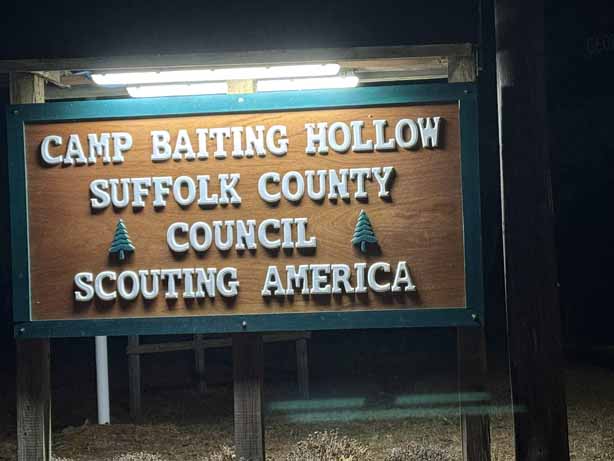 CAMP BAITING HOLLOW
SUFFOLK COUNTY
COUNCIL
SCOUTING AMERICA